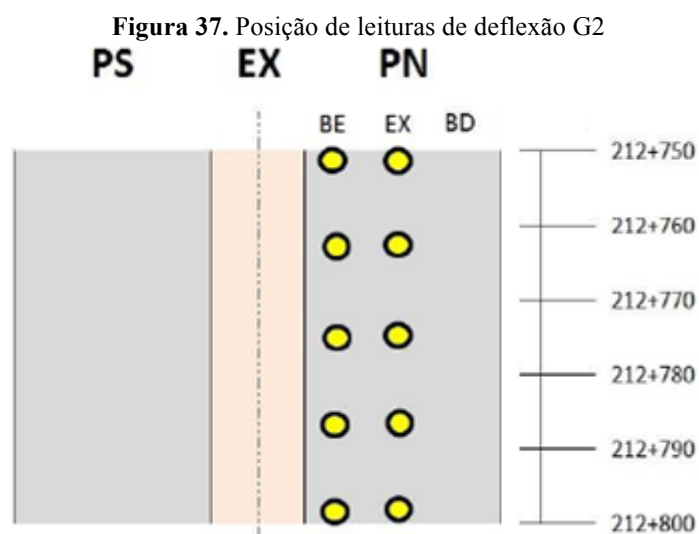 Figura 37. Posição de leituras de deflexão G2
PS EX PN
BE EX BD
212+750
212+760
212+770
212+780
212+790
212+800